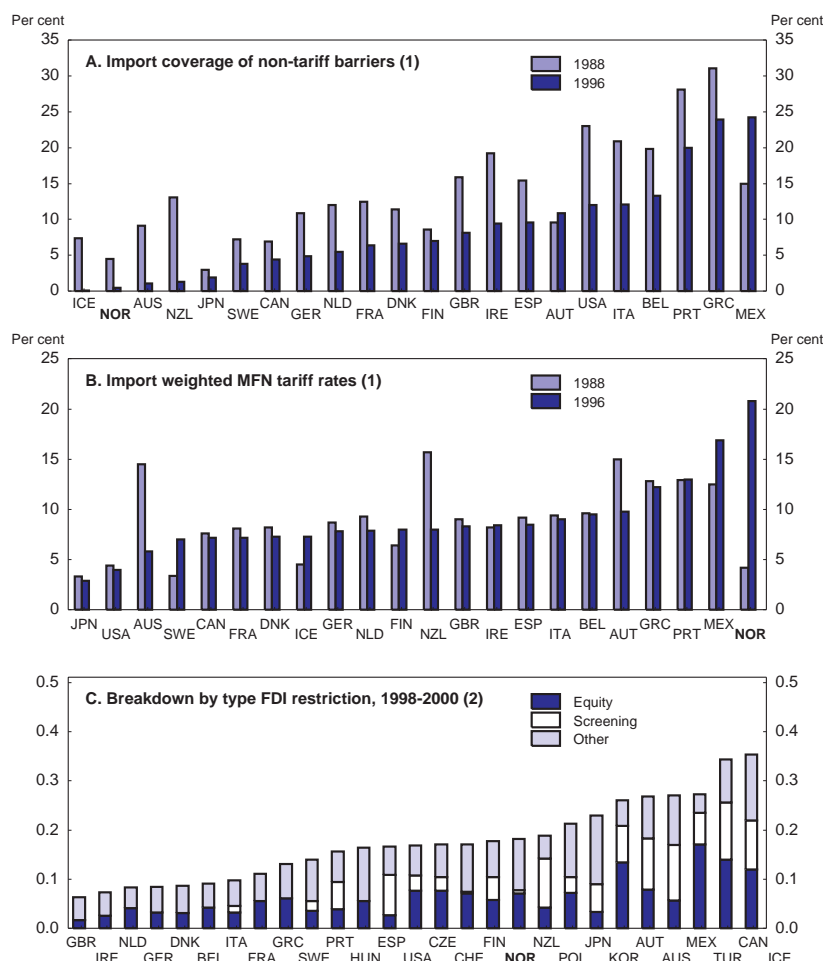 Per cent Per cent
35 35
A. Import coverage of non-tariff barriers (1) 1988
30 1996 30
25 25
20 20
15 15
10 10
5 5
0 0
ICE NOR AUS NZL JPN SWE CAN GER NLD FRA DNK FIN GBR IRE ESP AUT USA ITA BEL PRT GRC MEX
Per cent Per cent
25 25
B. Import weighted MFN tariff rates (1) 1988
1996
20 20
15 15
10 10
5 5
0 0
JPN USA AUS SWE CAN FRA DNK ICE GER NLD FIN NZL GBR IRE ESP ITA BEL AUT GRC PRT MEX NOR
0.5 0.5
C. Breakdown by type FDI restriction, 1998-2000 (2) Equity
Screening
0.4 0.4
Other
0.3 0.3
0.2 0.2
0.1 0.1
0.0 0.0
GBR IRE NLD GER DNK BEL ITA FRA GRC SWE PRT HUN ESP USA CZE CHE FIN NOR NZL POL JPN KOR AUT AUS MEX TUR CAN ICE